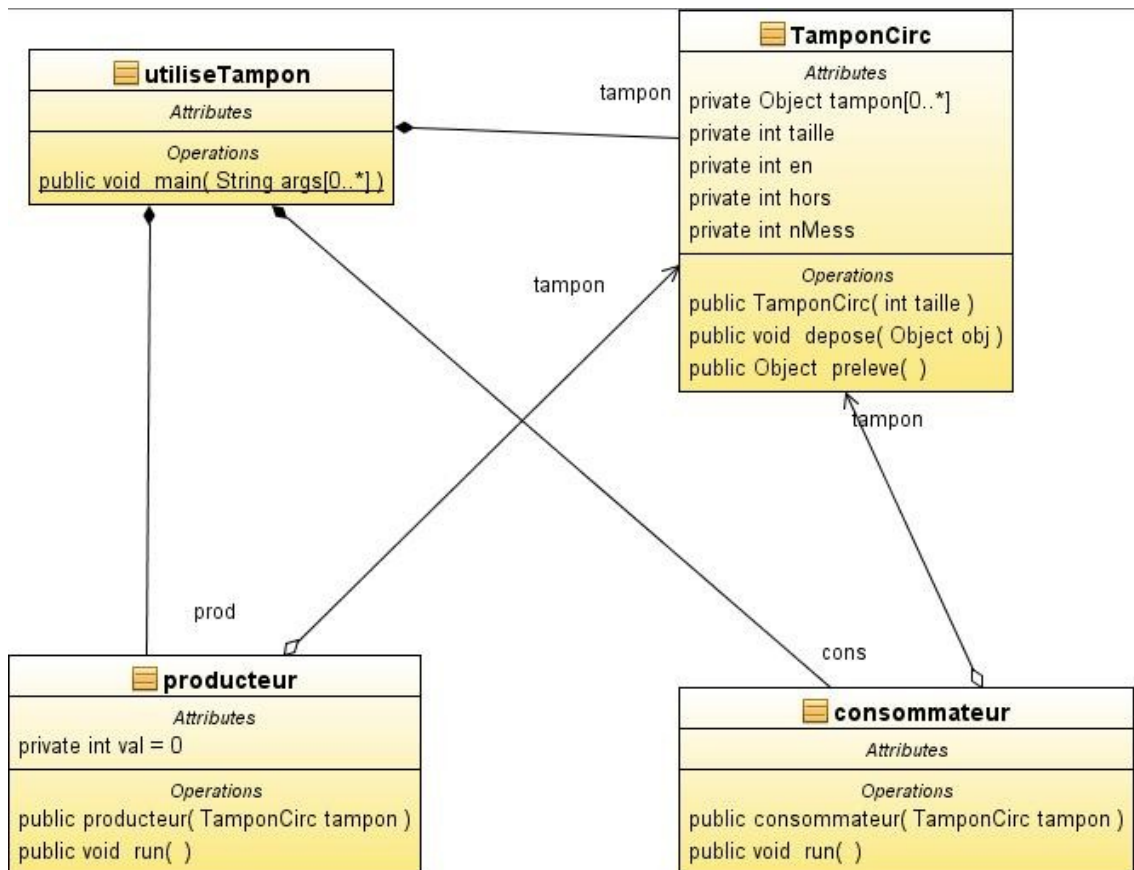 utiliseTampon
Attributes
Operations
public void main( String args[0..*] )
tampon
TamponCirc
Attributes
private Object tampon[0..*]
private int taille
private int en
private int hors
private int nMess
Operations
public TamponCirc( int taille )
public void depose( Object obj )
public Object preleve( )
tampon
tampon
prod
cons
producteur
Attributes
private int val = 0
Operations
public producteur( TamponCirc tampon )
public void run( )
consommateur
Attributes
Operations
public consommateur( TamponCirc tampon )
public void run( )